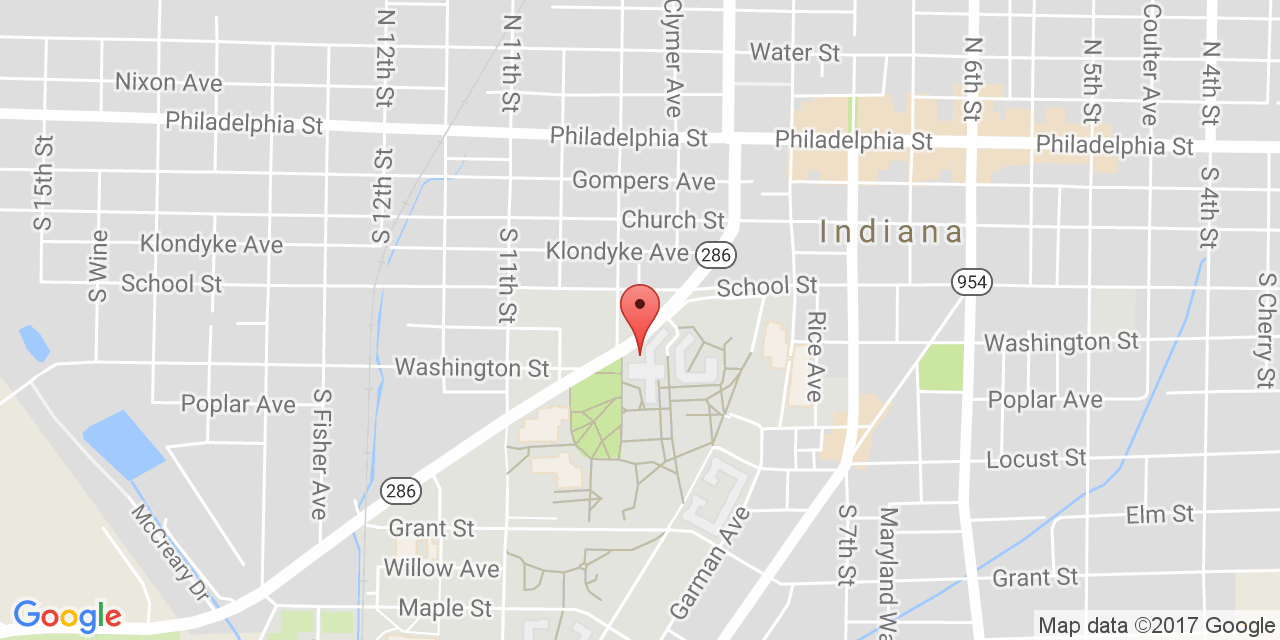 N 12th St
N 11th St
Clymer Ave
Water St
N 6th St
N 5th St
Coulter Ave
N 4th St
Nixon Ave
Philadelphia St
Philadelphia St
Philadelphia St
Philadelphia St
S 15th St
S 12th St
Gompers Ave
S 4th St
Church St
Indiana
S Wine
Klondyke Ave
S 11th St
Klondyke Ave
286
School St
School St
954
S Cherry St
Rice Ave
Washington St
Washington St
Poplar Ave
S Fisher Ave
Poplar Ave
Locust St
286
McCreary Dr
Grant St
Garman Ave
S 7th St
Maryland Wa
Elm St
Willow Ave
Grant St
Maple St
Google
Map data ©2017 Google